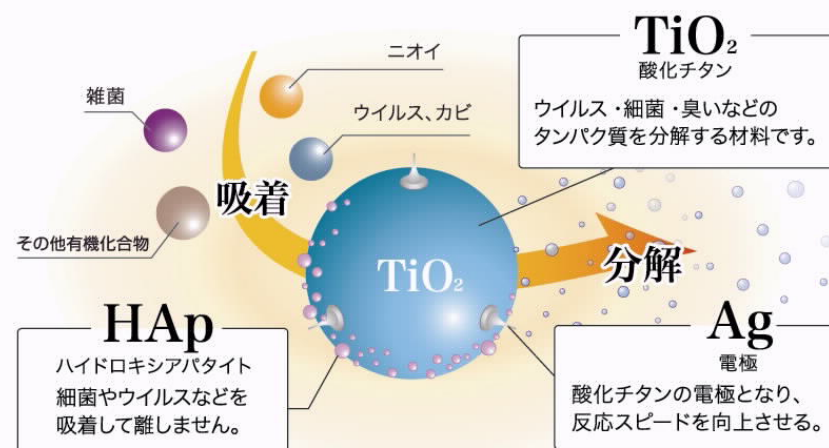 ニオイ
雑菌
ウイルス、カビ
その他有機化合物
吸着
TiO₂
酸化チタン
ウイルス・細菌・臭いなどの
タンパク質を分解する材料です。
TiO₂
分解
HAp
ハイドロキシアパタイト
細菌やウイルスなどを
吸着して離しません。
Ag
電極
酸化チタンの電極となり、
反応スピードを向上させる。